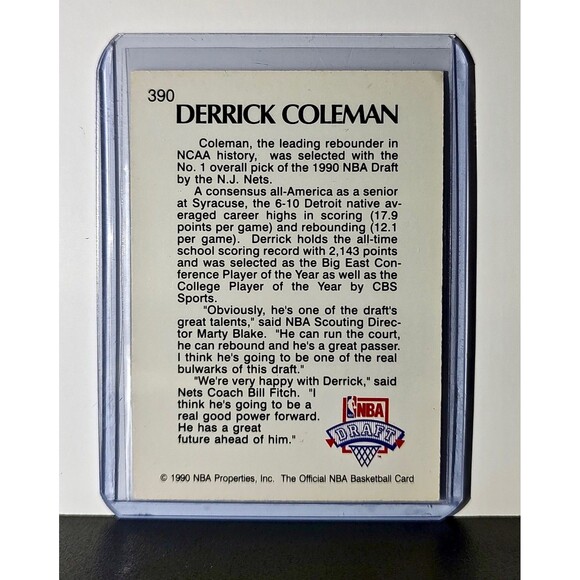 390
DERRICK COLEMAN
Coleman, the leading rebounder in
NCAA history, was selected with the
No. 1 overall pick of the 1990 NBA Draft
by the N.J. Nets.
A consensus all-America as a senior
at Syracuse, the 6-10 Detroit native av-
eraged career highs in scoring (17.9
points per game) and rebounding (12.1
per game). Derrick holds the all-time
school scoring record with 2,143 points
and was selected as the Big East Con-
ference Player of the Year as well as the
College Player of the Year by CBS
Sports.
"Obviously, he's one of the draft's
great talents," said NBA Scouting Direc-
tor Marty Blake. "He can run the court,
he can rebound and he's a great passer.
I think he's going to be one of the real
bulwarks of this draft."
"We're very happy with Derrick," said
Nets Coach Bill Fitch. "I
think he's going to be a
real good power forward.
He has a great
future ahead of him."
NBA
DRAFT
© 1990 NBA Properties, Inc. The Official NBA Basketball Card